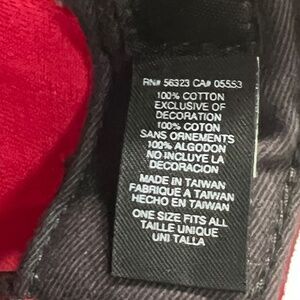 RN# 56323 CA# 05553
100% COTTON
EXCLUSIVE OF
DECORATION
100% COTON
SANS ORNEMENTS
100% ALGODON
NO INCLUYE LA
DECORACION
MADE IN TAIWAN
FABRIQUE A TAIWAN
HECHO EN TAIWAN
ONE SIZE FITS ALL
TAILLE UNIQUE
UNI TALLA